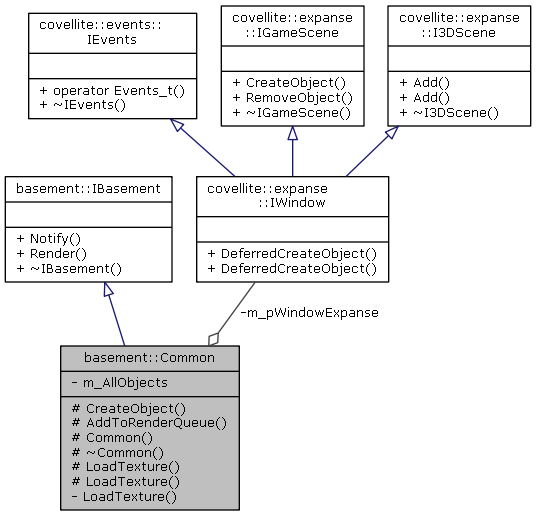 covellite::events::
IEvents
+ operator Events_t()
+ ~IEvents()
covellite::expanse
::IGameScene
+ CreateObject()
+ RemoveObject()
+ ~IGameScene()
covellite::expanse
::I3DScene
+ Add()
+ Add()
+ ~I3DScene()
basement::IBasement
+ Notify()
+ Render()
+ ~IBasement()
covellite::expanse
::IWindow
+ DeferredCreateObject()
+ DeferredCreateObject()
-m_pWindowExpanse
basement::Common
- m_AllObjects
# CreateObject()
# AddToRenderQueue()
# Common()
# ~Common()
# LoadTexture()
# LoadTexture()
- LoadTexture()